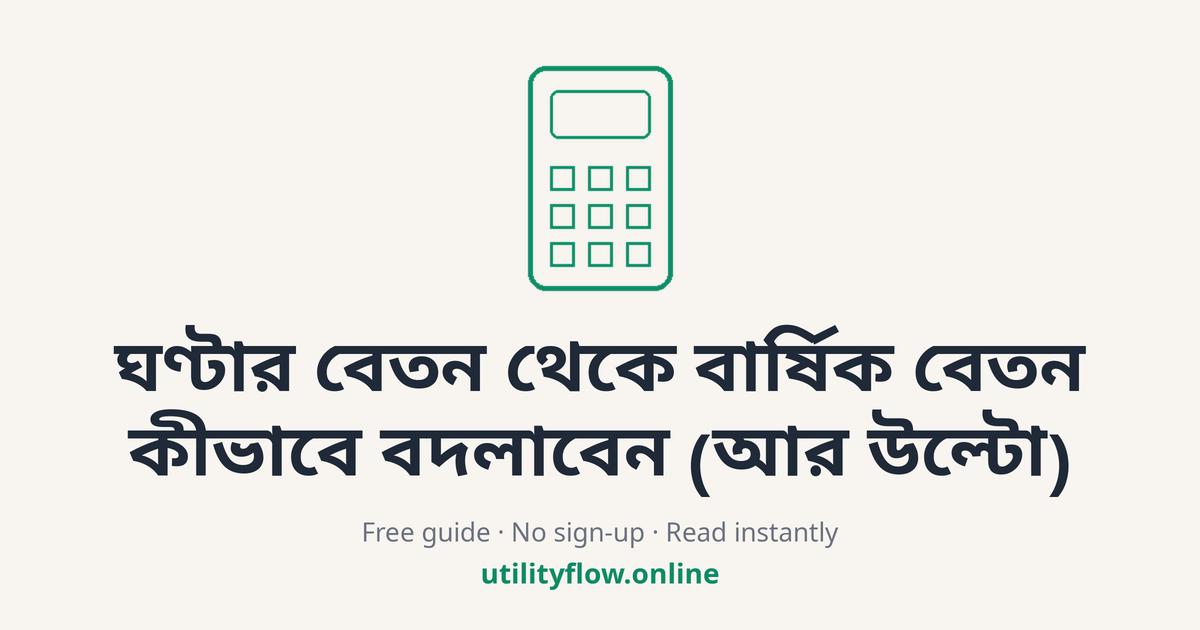 ঘণ্টার বেতন থেকে বার্ষিক বেতন
কীভাবে বদলাবেন (আর উল্টো)
Free guide · No sign-up · Read instantly
utilityflow.online